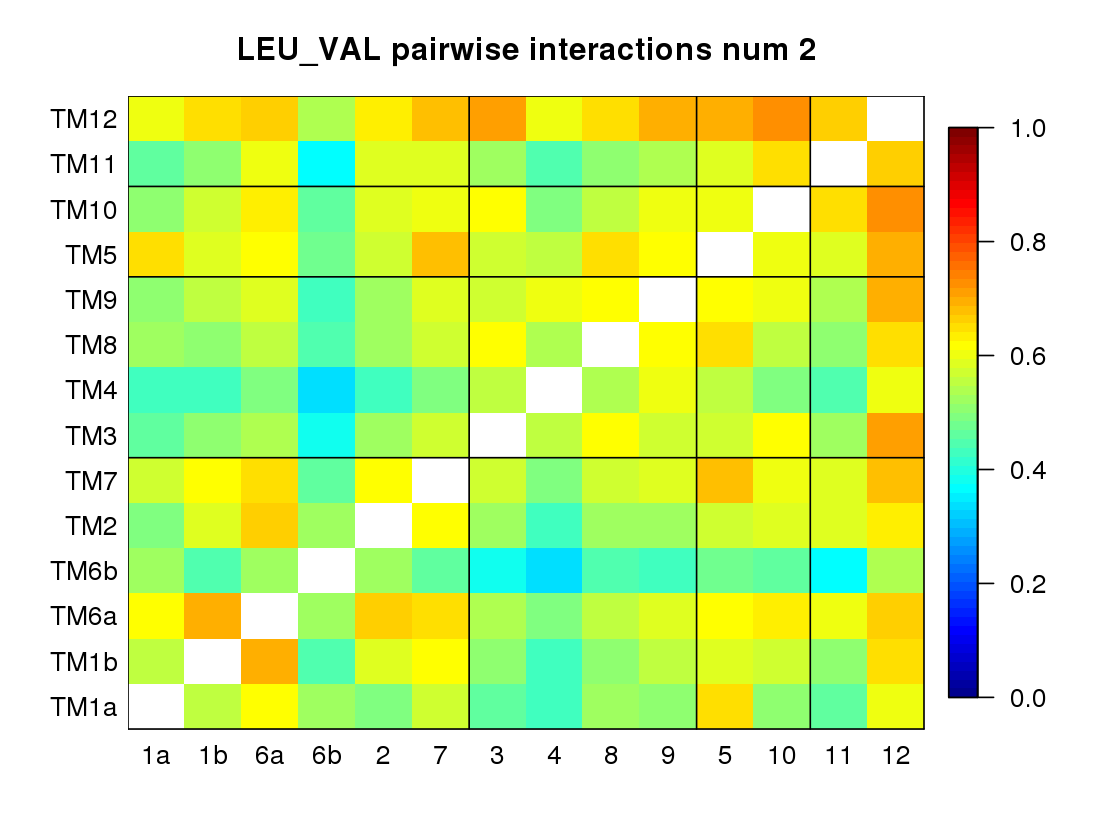 LEU_VAL pairwise interactions num 2
TM12
TM11
TM10
TM5
TM9
TM8
TM4
TM3
TM7
TM2
TM6b
TM6a
TM1b
TM1a
1a 1b 6a 6b 2 7 3 4 8 9 5 10 11 12
1.0
0.8
0.6
0.4
0.2
0.0